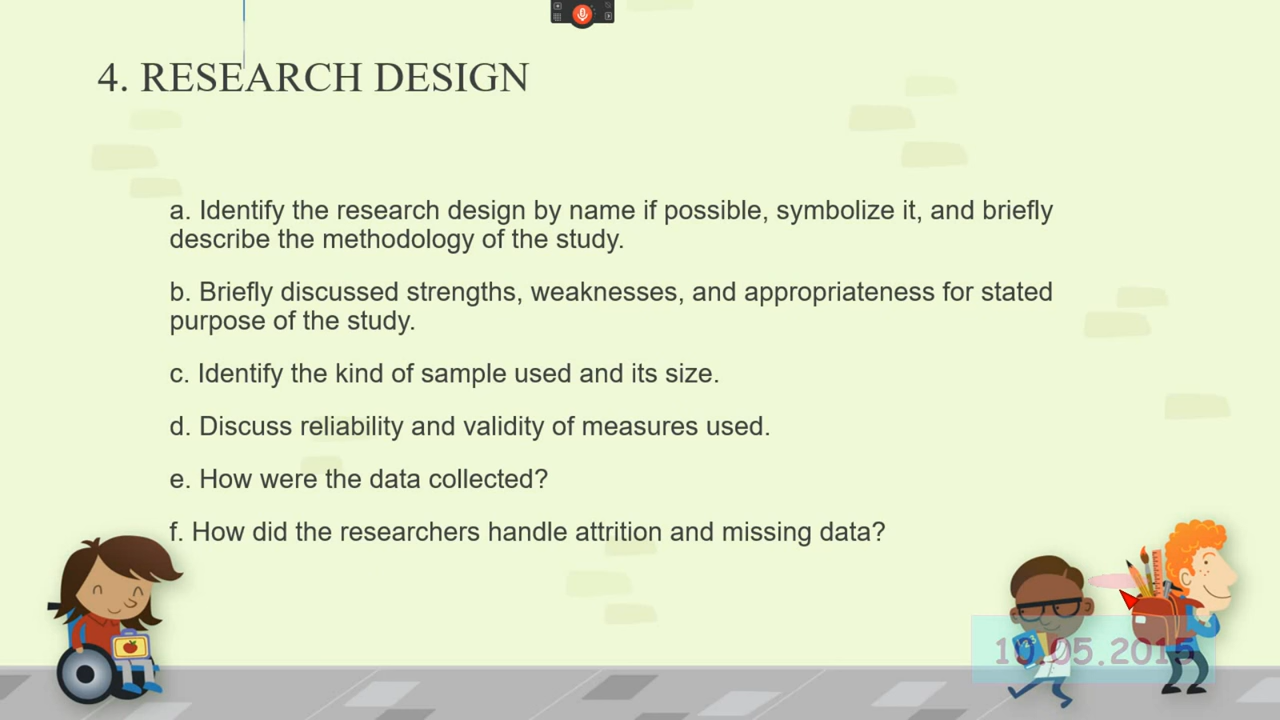 4. RESEARCH DESIGN
a. Identify the research design by name if possible, symbolize it, and briefly
describe the methodology of the study.
b. Briefly discussed strengths, weaknesses, and appropriateness for stated
purpose of the study.
c. Identify the kind of sample used and its size.
d. Discuss reliability and validity of measures used.
e. How were the data collected?
f. How did the researchers handle attrition and missing data?
10.05.2015